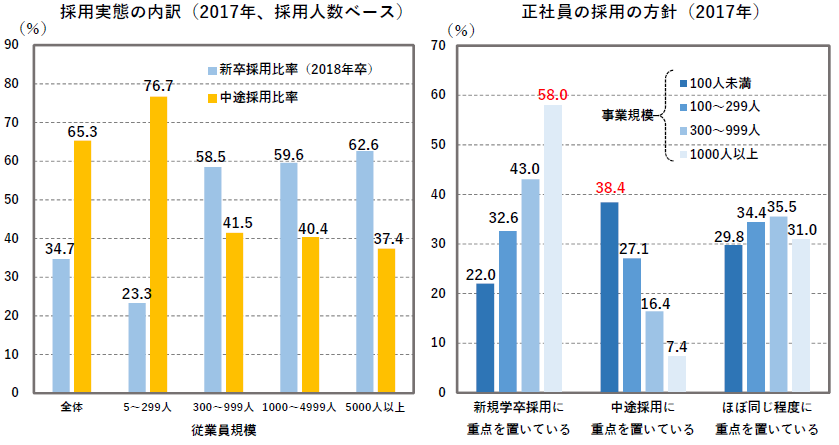 採用実態の内訳（2017年、採用人数ベース）
(%)
90
80
70
60
50
40
30
20
10
0
新卒採用比率（2018年卒）
中途採用比率
34.7
65.3
23.3
76.7
58.5
41.5
59.6
40.4
62.6
37.4
全体
5～299人
300～999人
1000～4999人
5000人以上
従業員規模
正社員の採用の方針（2017年）
(%)
70
60
50
40
30
20
10
0
事業規模
100人未満
100～299人
300～999人
1000人以上
22.0
32.6
43.0
58.0
38.4
27.1
16.4
7.4
29.8
34.4
35.5
31.0
新規学卒採用に
重点を置いている
中途採用に
重点を置いている
ほぼ同じ程度に
重点を置いている